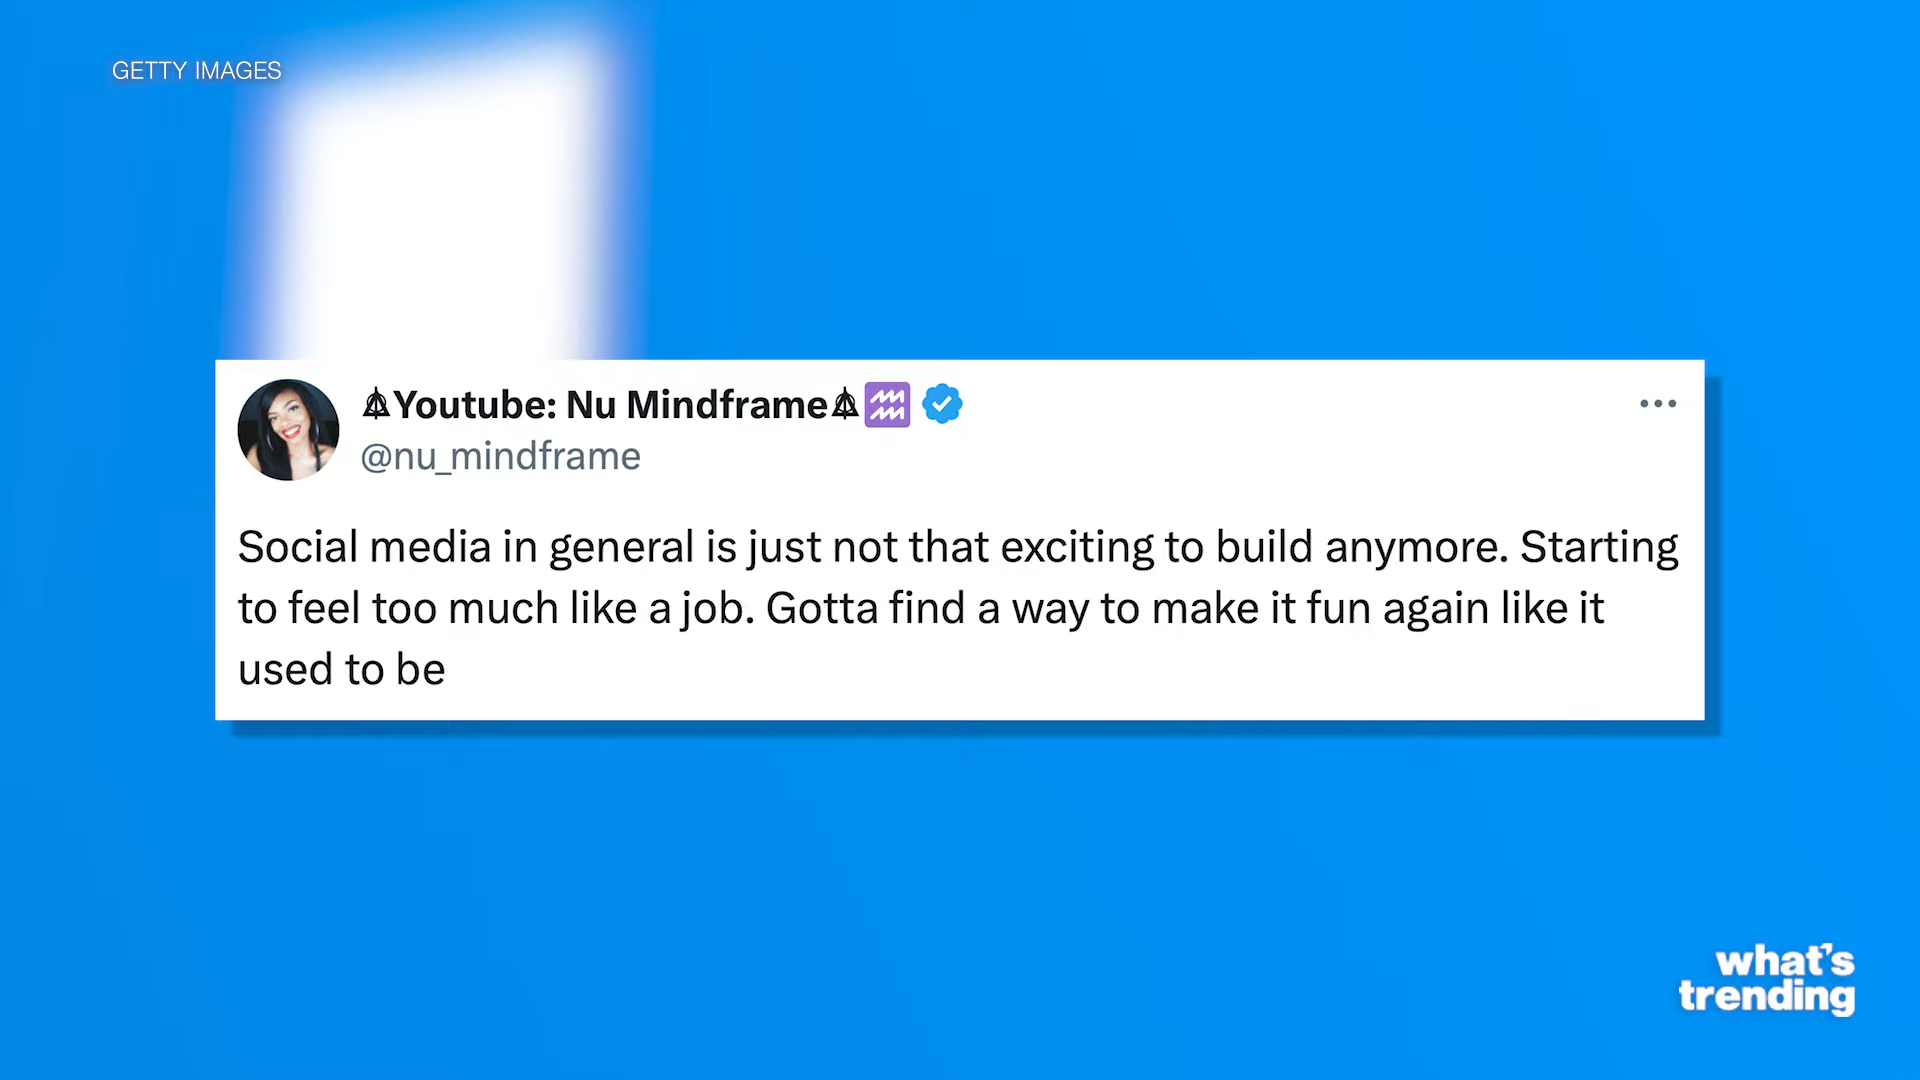 GETTY IMAGES
Youtube: Nu Mindframe♒
@nu_mindframe
Social media in general is just not that exciting to build anymore. Starting
to feel too much like a job. Gotta find a way to make it fun again like it
used to be
what's
trending